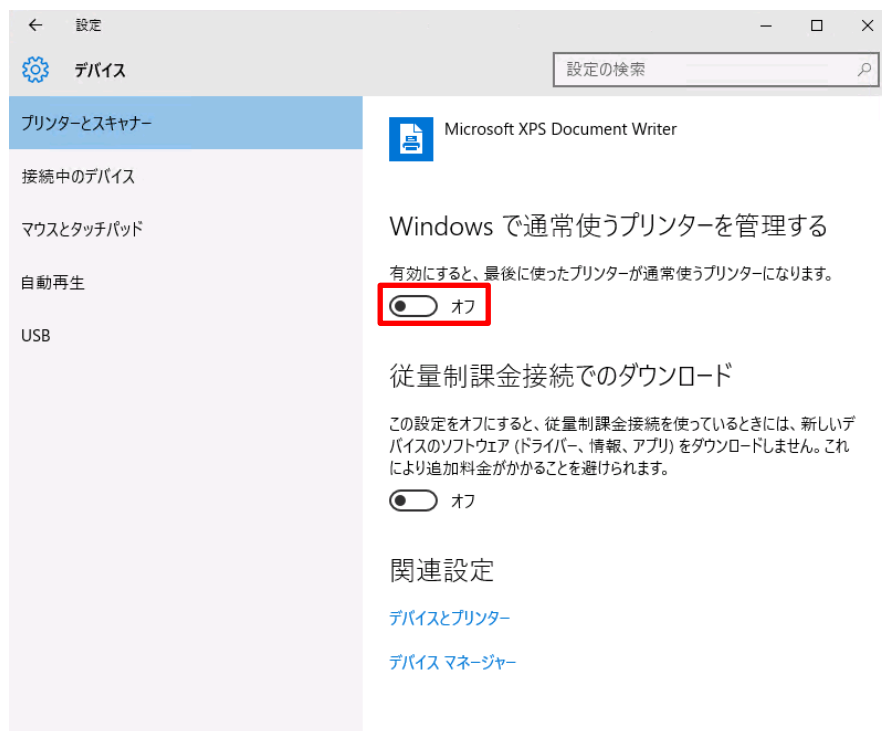 設定
デバイス
設定の検索
プリンターとスキャナー
接続中のデバイス
マウスとタッチパッド
自動再生
USB
Microsoft XPS Document Writer
Windows で通常使うプリンターを管理する
有効にすると、最後に使ったプリンターが通常使うプリンターになります。
オフ
従量制課金接続でのダウンロード
この設定をオフにすると、従量制課金接続を使っているときには、新しいデ
バイスのソフトウェア (ドライバー、情報、アプリ) をダウンロードしません。これ
により追加料金がかかることを避けられます。
オフ
関連設定
デバイスとプリンター
デバイス マネージャー